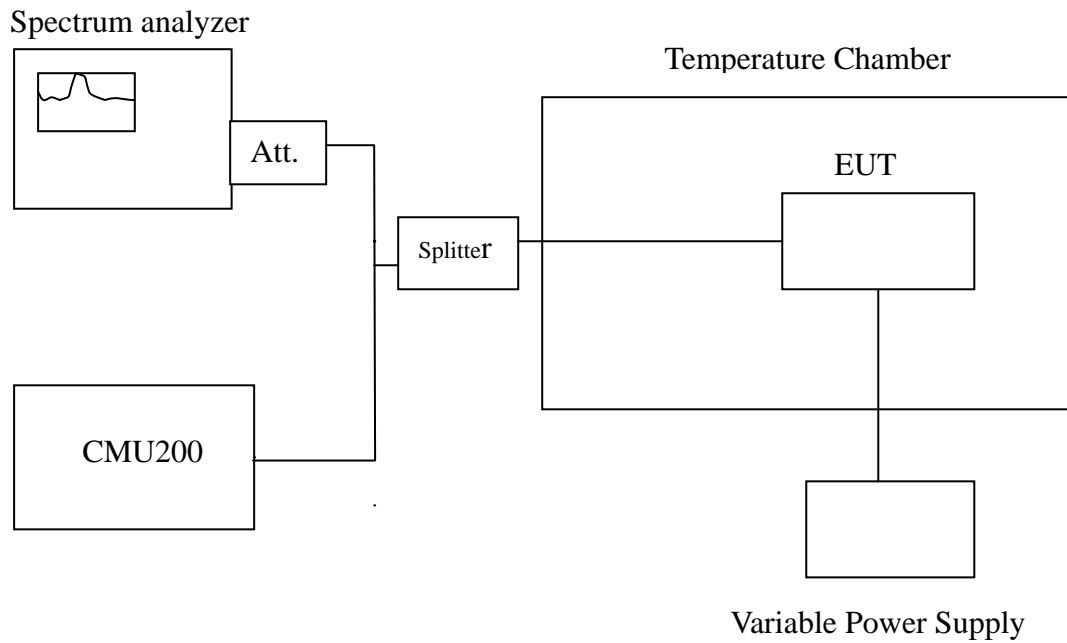 Spectrum analyzer
Temperature Chamber
Att.
EUT
Splitter
CMU200
Variable Power Supply